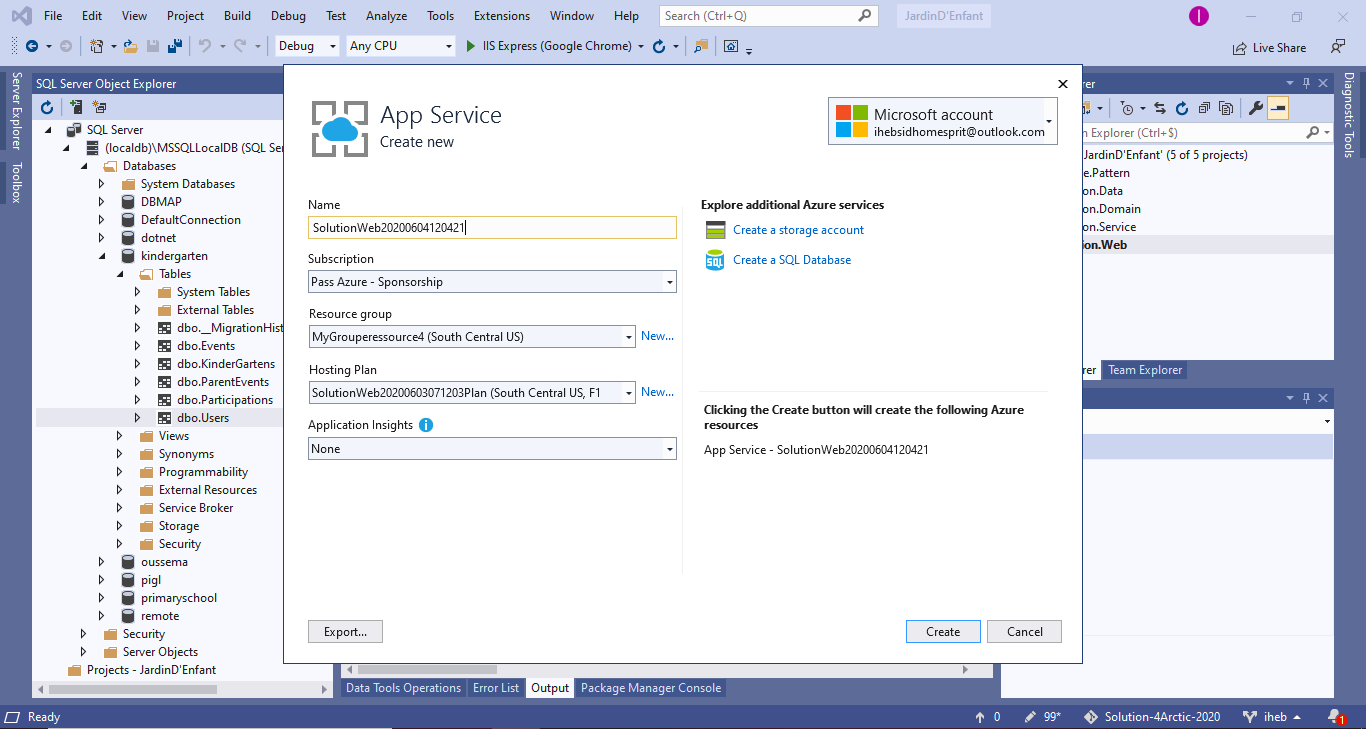 File Edit View Project Build Debug Test Analyze Tools Extensions Window Help Search (Ctrl+Q) JardinD'Enfant I
Debug Any CPU IIS Express (Google Chrome) Live Share
Server Explorer
Toolbox
SQL Server Object Explorer
SQL Server
(localdb)\MSSQLLocalDB (SQL Se
Databases
System Databases
DBMAP
DefaultConnection
dotnet
kindergarten
Tables
System Tables
External Tables
dbo.__MigrationHist
dbo.Events
dbo.KinderGartens
dbo.ParentEvents
dbo.Participations
dbo.Users
Views
Synonyms
Programmability
External Resources
Service Broker
Storage
Security
oussema
pigl
primaryschool
remote
Security
Server Objects
Projects - JardinD'Enfant
App Service
Create new
Microsoft account
ihebsidhomesprit@outlook.com
Name
SolutionWeb20200604120421
Subscription
Pass Azure - Sponsorship
Resource group
MyGrouperessource4 (South Central US) New...
Hosting Plan
SolutionWeb20200603071203Plan (South Central US, F1 New...
Application Insights
None
Explore additional Azure services
Create a storage account
Create a SQL Database
Clicking the Create button will create the following Azure
resources
App Service - SolutionWeb20200604120421
Export... Create Cancel
rer
h Explorer (Ctrl+$)
JardinD'Enfant' (5 of 5 projects)
e.Pattern
on.Data
on.Domain
on.Service
ion.Web
rer Team Explorer
Diagnostic Tools
Data Tools Operations Error List Output Package Manager Console
Ready 0 99* Solution-4Arctic-2020 iheb 1